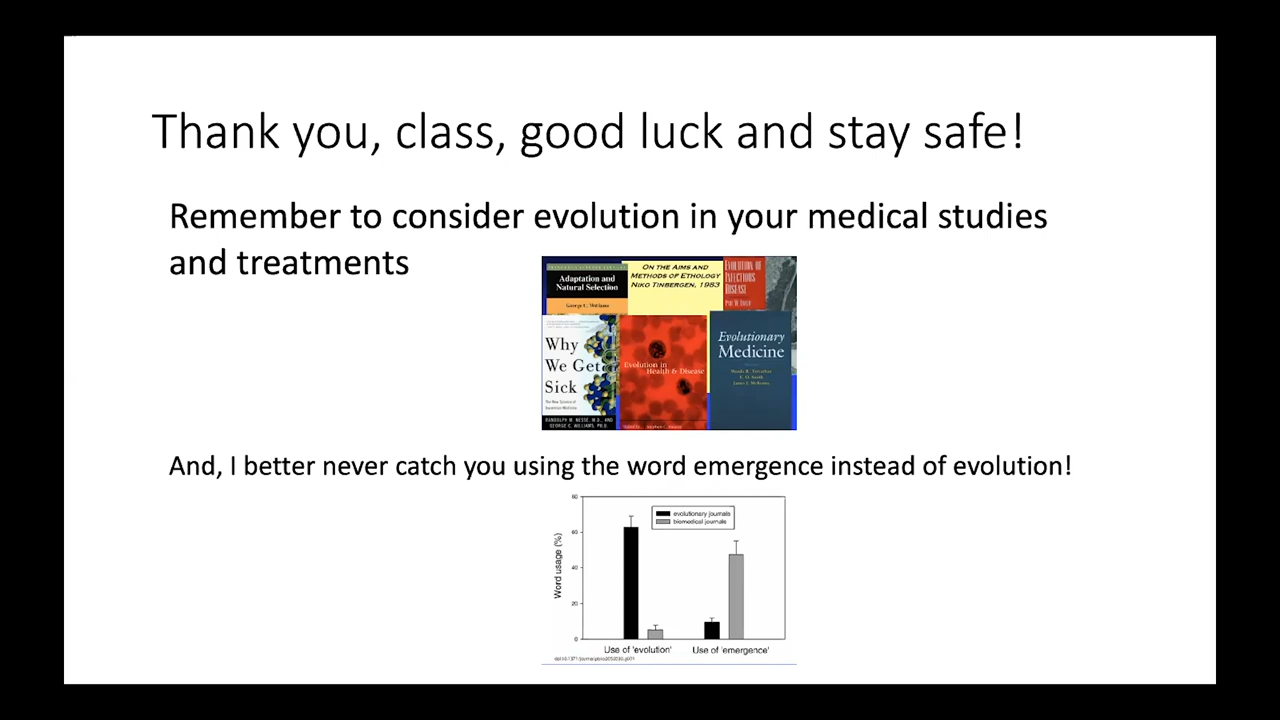 Thank you, class, good luck and stay safe!
Remember to consider evolution in your medical studies
and treatments
Adaptation and
Natural Selection
George C. Williams
ON THE AIMS AND
METHODS OF ETHOLOGY
NIKO TINBERGEN, 1983
EVOLUTION OF
INFECTIOUS
DISEASE
Why
We Get
Sick
RANDOLPH M. NESSE, M.D., AND
GEORGE C. WILLIAMS, PH.D.
Evolution in
Health & Disease
Evolutionary
Medicine
And, I better never catch you using the word emergence instead of evolution!
Word usage (%)
80
60
40
20
0
evolutionary journals
biomedical journals
Use of 'evolution'
Use of 'emergence'